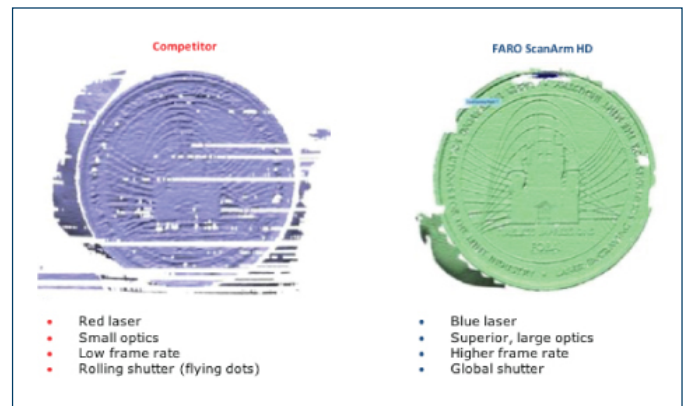 Competitor
Red laser
Small optics
Low frame rate
Rolling shutter (flying dots)
FARO ScanArm HD
Blue laser
Superior, large optics
Higher frame rate
Global shutter